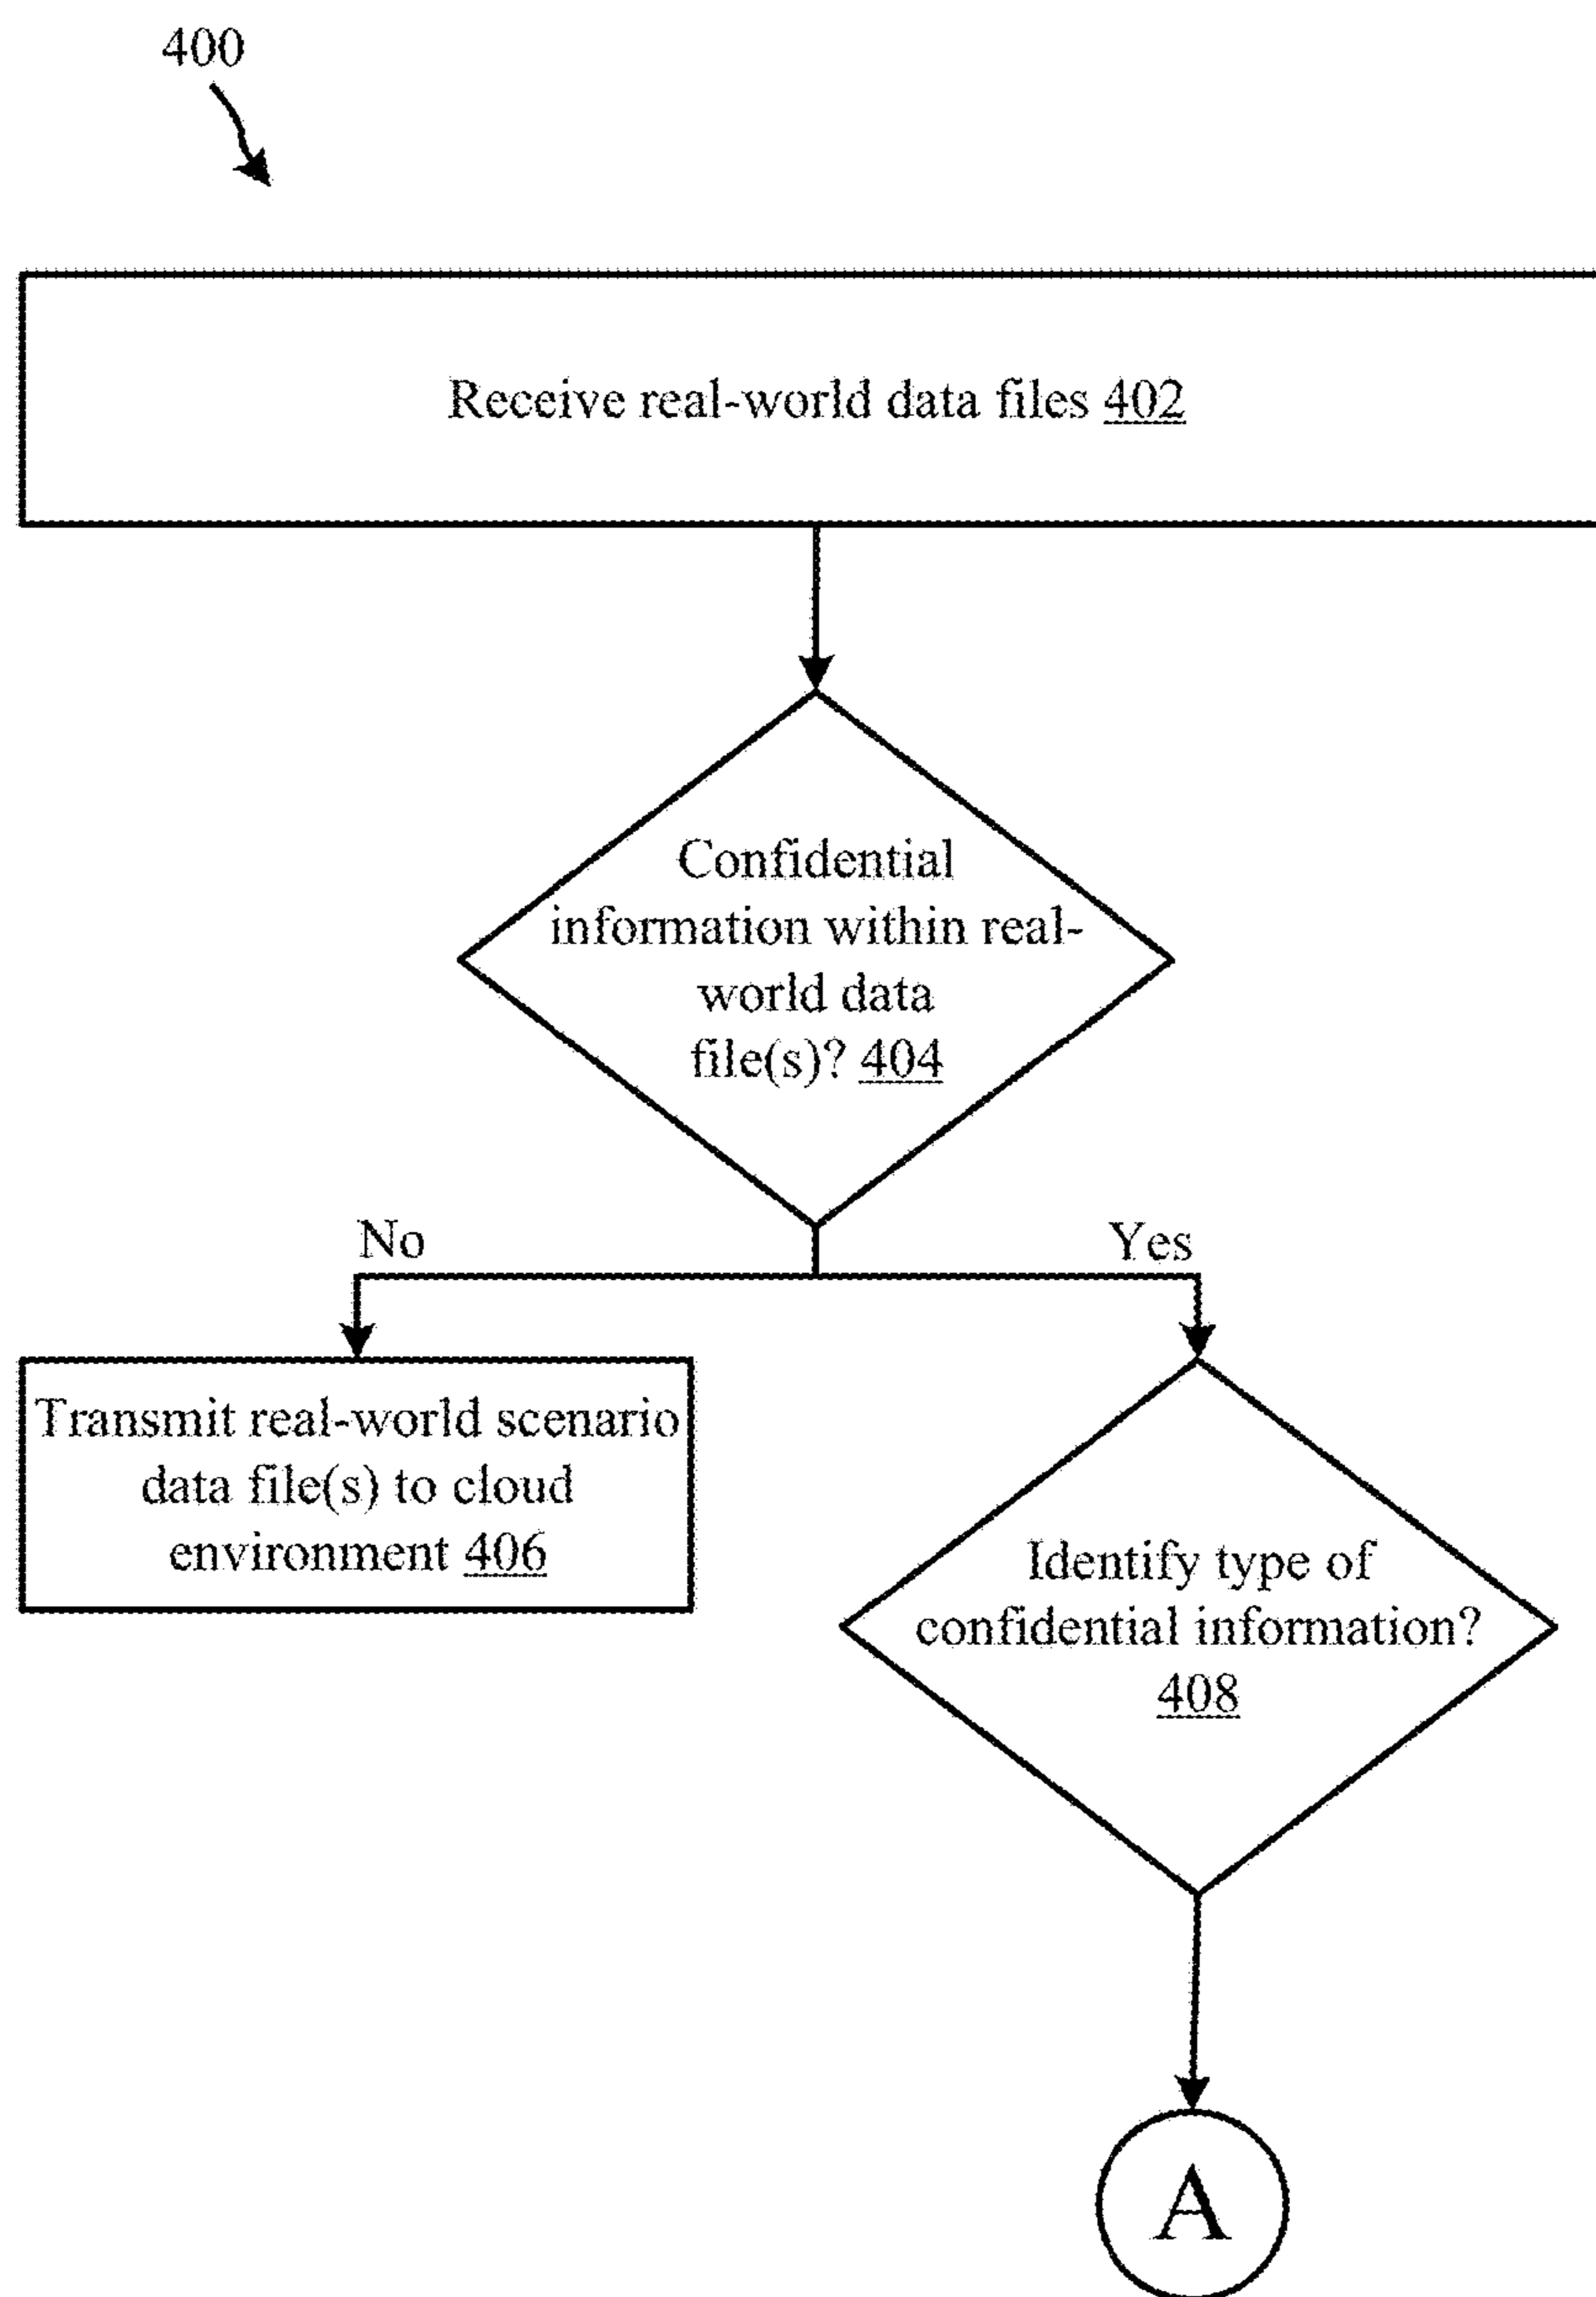 400
Receive real-world data files 402
Confidential
information within real-
world data
file(s)? 404
No
Yes
Transmit real-world scenario
data file(s) to cloud
environment 406
Identify type of
confidential information?
408
A